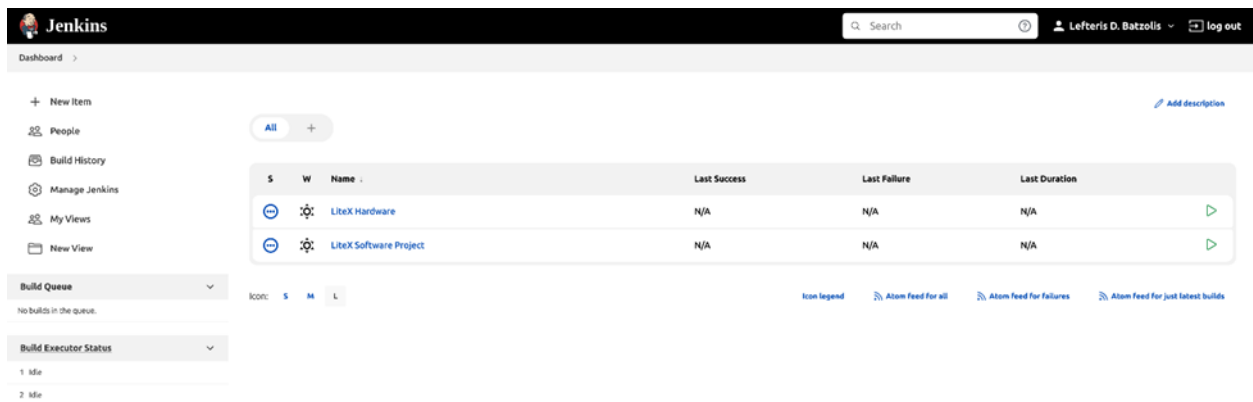 Jenkins
Search
Lefteris D. Batzolis
log out
Dashboard
New Item
People
Build History
Manage Jenkins
My Views
New View
Build Queue
No builds in the queue.
Build Executor Status
1 Idle
2 Idle
Add description
All +
S W Name ↓ Last Success Last Failure Last Duration
LiteX Hardware N/A N/A N/A
LiteX Software Project N/A N/A N/A
Icon: S M L
Icon legend Atom feed for all Atom feed for failures Atom feed for just latest builds